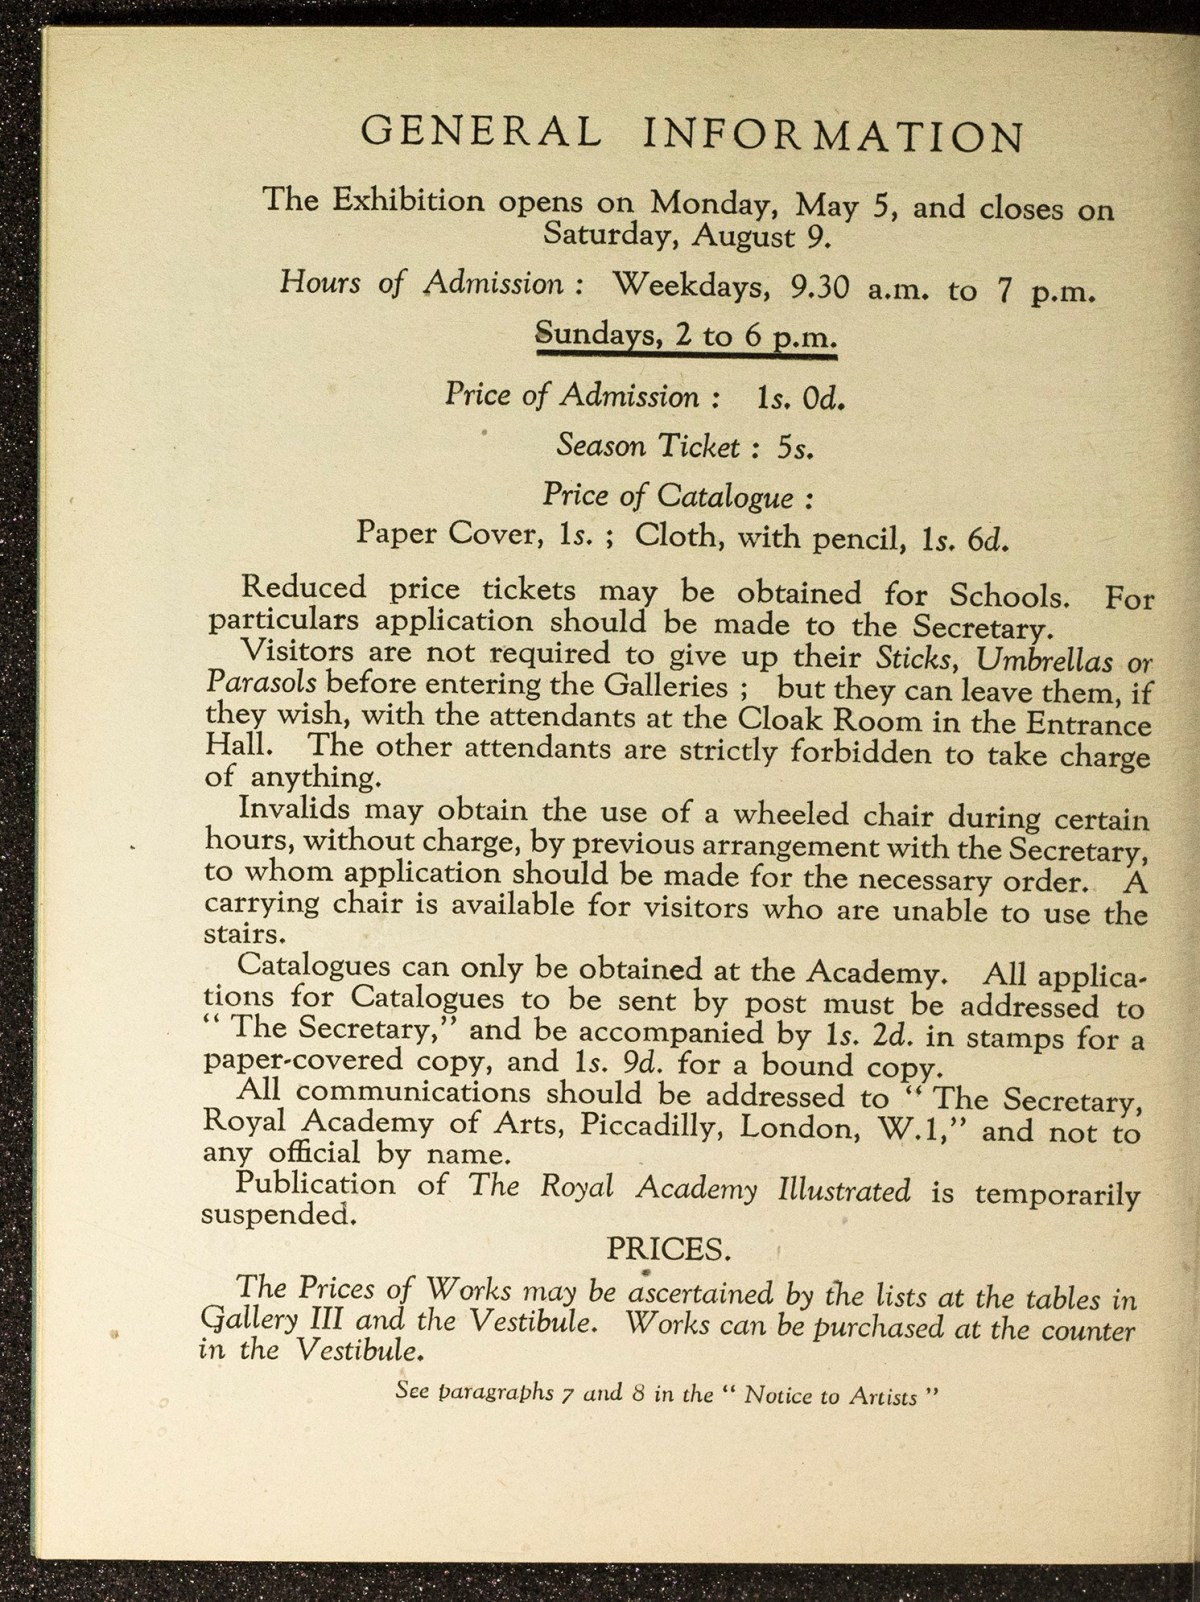 GENERAL INFORMATION
The Exhibition opens on Monday, May 5, and closes on
Saturday, August 9.
Hours of Admission : Weekdays, 9.30 a.m. to 7 p.m.
Sundays, 2 to 6 p.m.
Price of Admission : 1s. 0d.
Season Ticket : 5s.
Price of Catalogue :
Paper Cover, 1s. ; Cloth, with pencil, 1s. 6d.
Reduced price tickets may be obtained for Schools. For
particulars application should be made to the Secretary.
Visitors are not required to give up their Sticks, Umbrellas or
Parasols before entering the Galleries ; but they can leave them, if
they wish, with the attendants at the Cloak Room in the Entrance
Hall. The other attendants are strictly forbidden to take charge
of anything.
Invalids may obtain the use of a wheeled chair during certain
hours, without charge, by previous arrangement with the Secretary,
to whom application should be made for the necessary order. A
carrying chair is available for visitors who are unable to use the
stairs.
Catalogues can only be obtained at the Academy. All applica-
tions for Catalogues to be sent by post must be addressed to
“ The Secretary,” and be accompanied by 1s. 2d. in stamps for a
paper-covered copy, and 1s. 9d. for a bound copy.
All communications should be addressed to “ The Secretary,
Royal Academy of Arts, Piccadilly, London, W.1,” and not to
any official by name.
Publication of The Royal Academy Illustrated is temporarily
suspended.
PRICES.
The Prices of Works may be ascertained by the lists at the tables in
Gallery III and the Vestibule. Works can be purchased at the counter
in the Vestibule.
See paragraphs 7 and 8 in the “ Notice to Artists ”